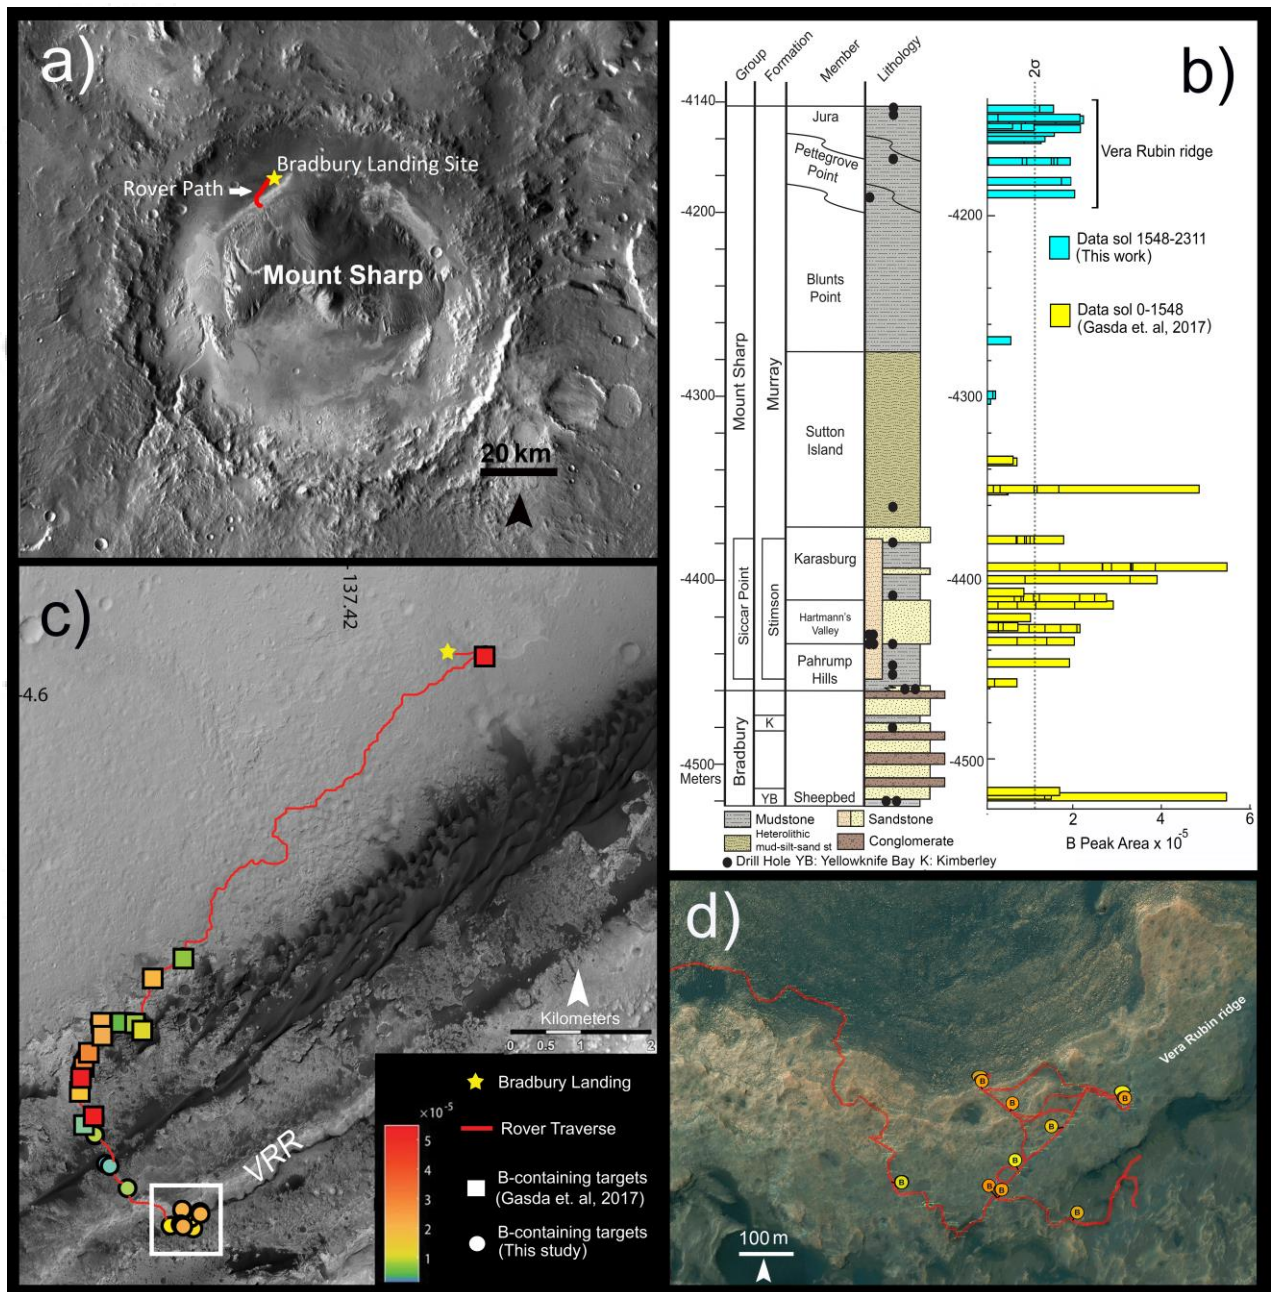 a)
Bradbury Landing Site
Rover Path
Mount Sharp
20 km
b)
Group
Formation
Member
Lithology
2σ
-4140
-4200
-4300
-4400
-4500
Meters
Mount Sharp
Siccar Point
Bradbury
Murray
Stimson
K
YB
Jura
Pettegrove
Point
Blunts
Point
Sutton
Island
Karasburg
Hartmann's
Valley
Pahrump
Hills
Sheepbed
Vera Rubin ridge
-4200
Data sol 1548-2311
(This work)
Data sol 0-1548
(Gasda et. al, 2017)
-4300
-4400
-4500
2 4 6
B Peak Area x 10⁻⁵
Mudstone
Sandstone
Heterolithic
mud-silt-sand st
Conglomerate
Drill Hole YB: Yellowknife Bay K: Kimberley
c)
137.42
-4.6
Kilometers
0 0.5 1 2
VRR
Bradbury Landing
×10⁻⁵
5
4
3
2
1
Rover Traverse
B-containing targets
(Gasda et. al, 2017)
B-containing targets
(This study)
d)
Vera Rubin ridge
B
B
B
B
B
B
B
B
B
100 m